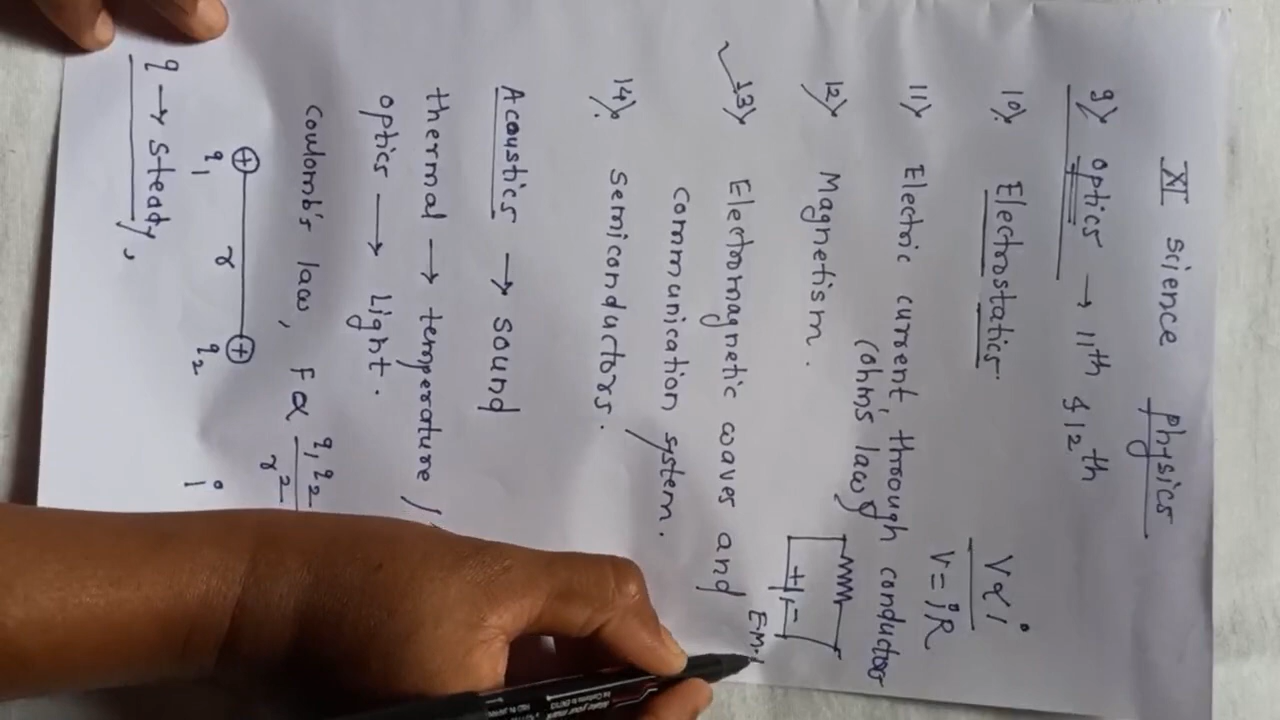 XI science physics
9) optics → 11th & 12th
10). Electrostatics.
V ∝ i
V = iR
11) Electric current through conductor
(ohm's law)
12) Magnetism.
+ -
13) Electromagnetic waves and
E.M.
communication system.
14). semiconductors.
Acoustics → sound
thermal → temperature /
optics → Light.
coulomb's law, F ∝ q1q2 / r2
+ +
q1 r q2
i
q → steady,